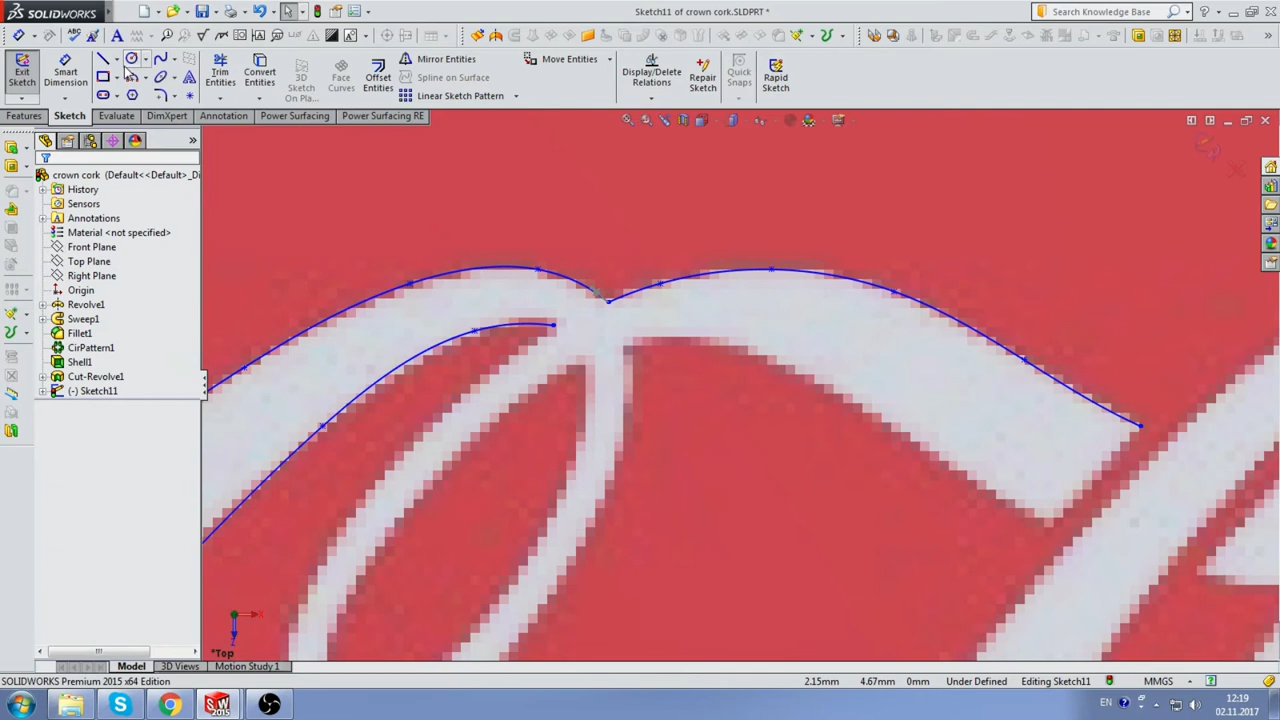 SOLIDWORKS
Sketch11 of crown cork.SLDPRT *
Search Knowledge Base
Exit Sketch
Smart Dimension
Trim Entities
Convert Entities
3D Sketch On Pla...
Face Curves
Offset Entities
Mirror Entities
Spline on Surface
Linear Sketch Pattern
Move Entities
Display/Delete Relations
Repair Sketch
Quick Snaps
Rapid Sketch
Features
Sketch
Evaluate
DimXpert
Annotation
Power Surfacing
Power Surfacing RE
crown cork (Default<<Default>_Di
History
Sensors
Annotations
Material <not specified>
Front Plane
Top Plane
Right Plane
Origin
Revolve1
Sweep1
Fillet1
CirPattern1
Shell1
Cut-Revolve1
(-) Sketch11
*Top
Model
3D Views
Motion Study 1
SOLIDWORKS Premium 2015 x64 Edition
2.15mm
4.67mm
0mm
Under Defined
Editing Sketch11
MMGS
EN
12:19
02.11.2017